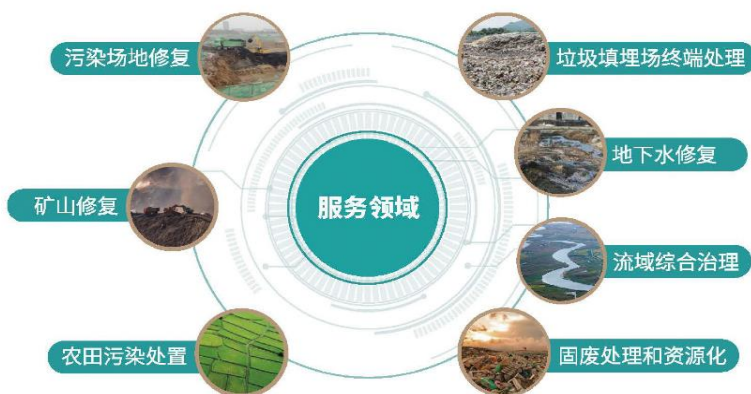 污染场地修复
垃圾填埋场终端处理
地下水修复
矿山修复
服务领域
流域综合治理
农田污染处置
固废处理和资源化